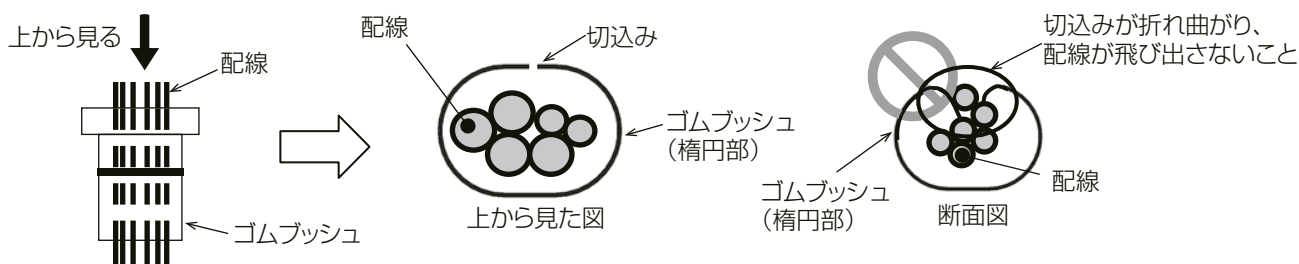 上から見る
配線
ゴムブッシュ
配線
切込み
ゴムブッシュ
(楕円部)
上から見た図
切込みが折れ曲がり、
配線が飛び出さないこと
ゴムブッシュ
(楕円部)
配線
断面図